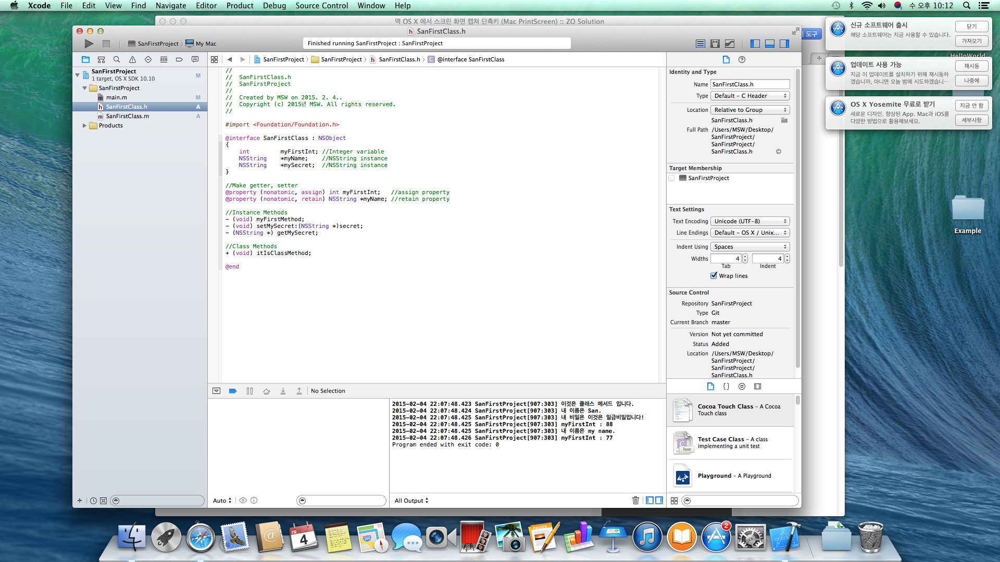 Xcode File Edit View Find Navigate Editor Product Debug Source Control Window Help
수 오후 10:12
맥 OS X 에서 스크린 화면 캡쳐 단축키 (Mac PrintScreen) :: ZO Solution
SanFirstClass.h
SanFirstProject My Mac
Finished running SanFirstProject : SanFirstProject
SanFirstProject SanFirstProject SanFirstClass.h @interface SanFirstClass
SanFirstProject
1 target, OS X SDK 10.10
M
SanFirstProject
main.m M
SanFirstClass.h A
SanFirstClass.m A
Products
//
// SanFirstClass.h
// SanFirstProject
//
// Created by MSW on 2015. 2. 4..
// Copyright (c) 2015년 MSW. All rights reserved.
//
#import <Foundation/Foundation.h>
@interface SanFirstClass : NSObject
{
int myFirstInt; //Integer variable
NSString *myName; //NSString instance
NSString *mySecret; //NSString instance
}
//Make getter, setter
@property (nonatomic, assign) int myFirstInt; //assign property
@property (nonatomic, retain) NSString *myName; //retain property
//Instance Methods
- (void) myFirstMethod;
- (void) setMySecret:(NSString *)secret;
- (NSString *) getMySecret;
//Class Methods
+ (void) itIsClassMethod;
@end
No Selection
2015-02-04 22:07:48.423 SanFirstProject[907:303] 이것은 클래스 메서드 입니다.
2015-02-04 22:07:48.424 SanFirstProject[907:303] 내 이름은 San.
2015-02-04 22:07:48.425 SanFirstProject[907:303] 내 비밀은 이것은 일급비밀입니다!
2015-02-04 22:07:48.425 SanFirstProject[907:303] myFirstInt : 88
2015-02-04 22:07:48.425 SanFirstProject[907:303] 내 이름은 my name.
2015-02-04 22:07:48.426 SanFirstProject[907:303] myFirstInt : 77
Program ended with exit code: 0
Auto
All Output
Identity and Type
Name SanFirstClass.h
Type Default - C Header
Location Relative to Group
SanFirstClass.h
Full Path /Users/MSW/Desktop/
SanFirstProject/
SanFirstProject/
SanFirstClass.h
Target Membership
SanFirstProject
Text Settings
Text Encoding Unicode (UTF-8)
Line Endings Default - OS X / Unix...
Indent Using Spaces
Widths 4 4
Tab Indent
Wrap lines
Source Control
Repository SanFirstProject
Type Git
Current Branch master
Version Not yet committed
Status Added
Location /Users/MSW/Desktop/
SanFirstProject/
SanFirstProject/
SanFirstClass.h
{}
Cocoa Touch Class - A Cocoa
Touch class
Test
Test Case Class - A class
implementing a unit test
Playground - A Playground
신규 소프트웨어 출시
해당 소프트웨어는 지금 사용할 수 있습니다.
닫기
가져오기
도구
HelloWorld
업데이트 사용 가능
지금 이 업데이트를 설치하기 위해 재시동하
겠습니까, 아니면 오늘 밤에 시도하겠습니…
재시동
나중에
OS X Yosemite 무료로 받기
새로운 디자인. 향상된 App. Mac과 iOS를
다양한 방법으로 활용해보세요.
지금 안 함
세부사항
Example
2월
4
280
PAGES
2